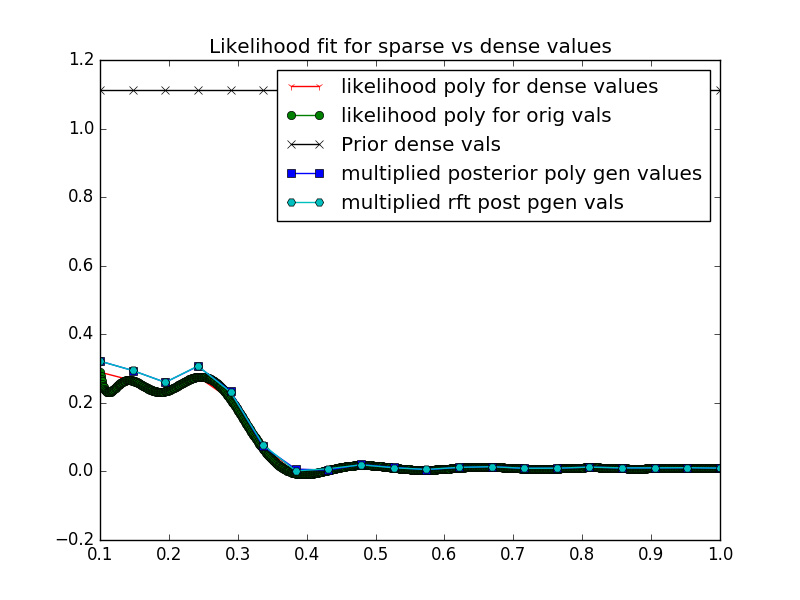 Likelihood fit for sparse vs dense values
1.2
1.0
0.8
0.6
0.4
0.2
0.0
−0.2
likelihood poly for dense values
likelihood poly for orig vals
Prior dense vals
multiplied posterior poly gen values
multiplied rft post pgen vals
0.1 0.2 0.3 0.4 0.5 0.6 0.7 0.8 0.9 1.0